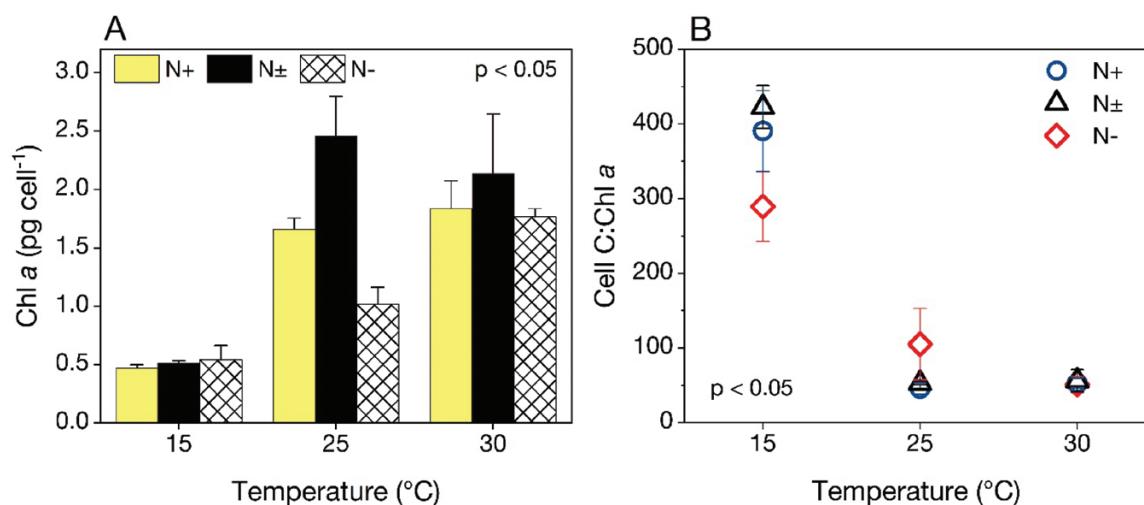 A
N+ N± N-
p < 0.05
3.0
2.5
2.0
1.5
1.0
0.5
0.0
Chl a (pg cell⁻¹)
15 25 30
Temperature (°C)
B
500
400
300
200
100
0
Cell C:Chl a
N+
N±
N-
p < 0.05
15 25 30
Temperature (°C)